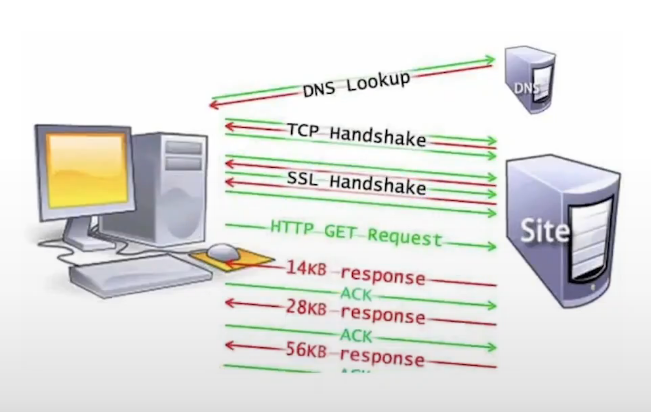 DNS Lookup
DNS
TCP Handshake
SSL Handshake
Site
HTTP GET Request
14KB response
ACK
28KB response
ACK
56KB response
ACK